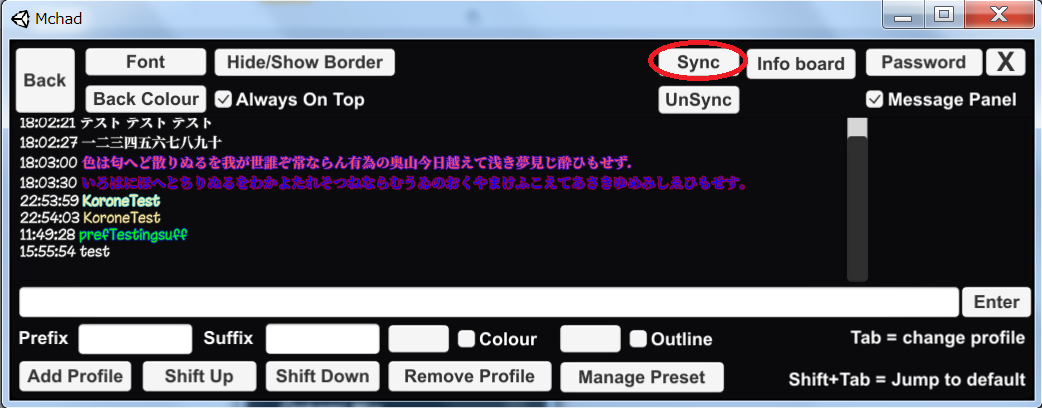 Mchad
Back
Font
Hide/Show Border
Sync
Info board
Password
X
Back Colour
Always On Top
UnSync
Message Panel
18:02:21 テスト テスト テスト
18:02:27 一二三四五六七八九十
18:03:00 色は匂へど散りぬるを我が世誰ぞ常ならん有為の奥山今日越えて浅き夢見じ酔ひもせず.
18:03:30 いろはにほへとちりぬるをわかよたれそつねならむうゐのおくやまけふこえてあさきゆめみしゑひもせす。
22:53:59 KoroneTest
22:54:03 KoroneTest
11:49:28 prefTestingsuff
15:55:54 test
Enter
Prefix
Suffix
Colour
Outline
Tab = change profile
Add Profile
Shift Up
Shift Down
Remove Profile
Manage Preset
Shift+Tab = Jump to default